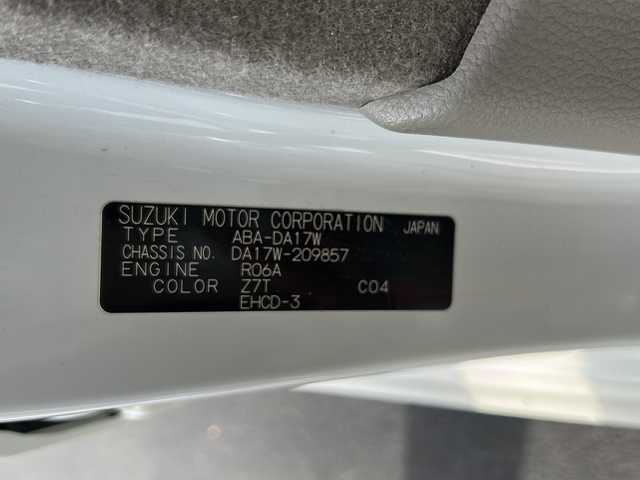 SUZUKI MOTOR CORPORATION JAPAN
TYPE ABA-DA17W
CHASSIS NO. DA17W-209857
ENGINE R06A
COLOR Z7T C04
EHCD-3